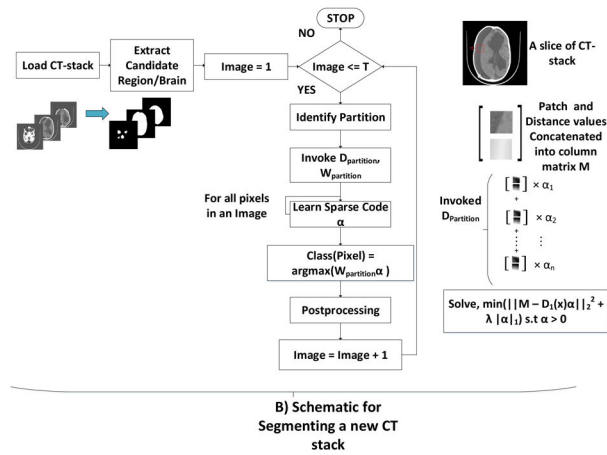 STOP
NO
Load CT-stack
Extract
Candidate
Region/Brain
Image = 1
Image <= T
YES
Identify Partition
Invoke Dpartition,
Wpartition
For all pixels
in an Image
Learn Sparse Code
α
Class(Pixel) =
argmax(Wpartitionα )
Postprocessing
Image = Image + 1
A slice of CT-
stack
Patch and
Distance values
Concatenated
into column
matrix M
Invoked
DPartition
[ ] × α1
+
[ ] × α2
+
⋮ ⋮
+
[ ] × αn
Solve, min(||M – D1(x)α||2² +
λ |α|1) s.t α > 0
B) Schematic for
Segmenting a new CT
stack